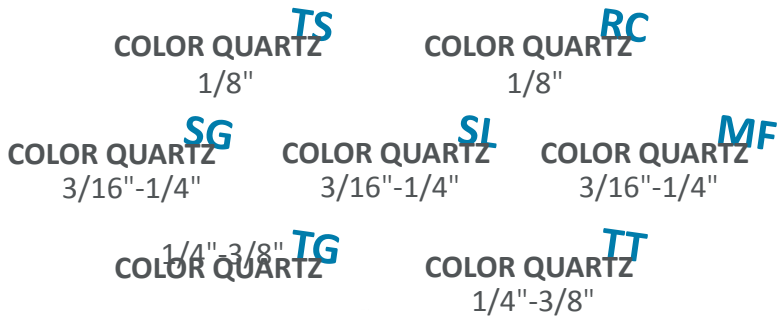 COLOR QUARTZ TS
1/8"
COLOR QUARTZ RC
1/8"
COLOR QUARTZ SG
3/16"-1/4"
COLOR QUARTZ SL
3/16"-1/4"
COLOR QUARTZ MF
3/16"-1/4"
COLOR QUARTZ TG
1/4"-3/8"
COLOR QUARTZ TT
1/4"-3/8"